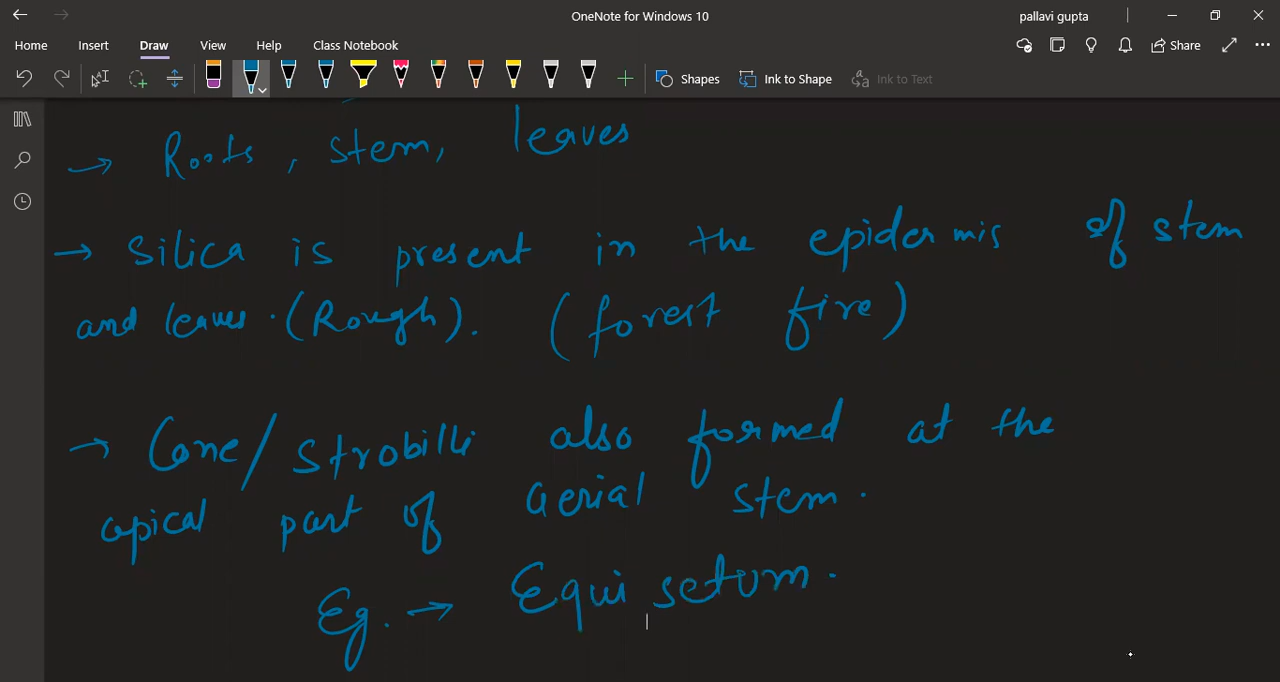 OneNote for Windows 10
pallavi gupta
Home Insert Draw View Help Class Notebook
Share
Shapes Ink to Shape Ink to Text
→ Roots, stem, leaves
→ Silica is present in the epidermis of stem
and leaves. (Rough). (forest fire)
→ Cone/strobilli also formed at the
apical part of aerial stem.
Eg. → Equisetum.